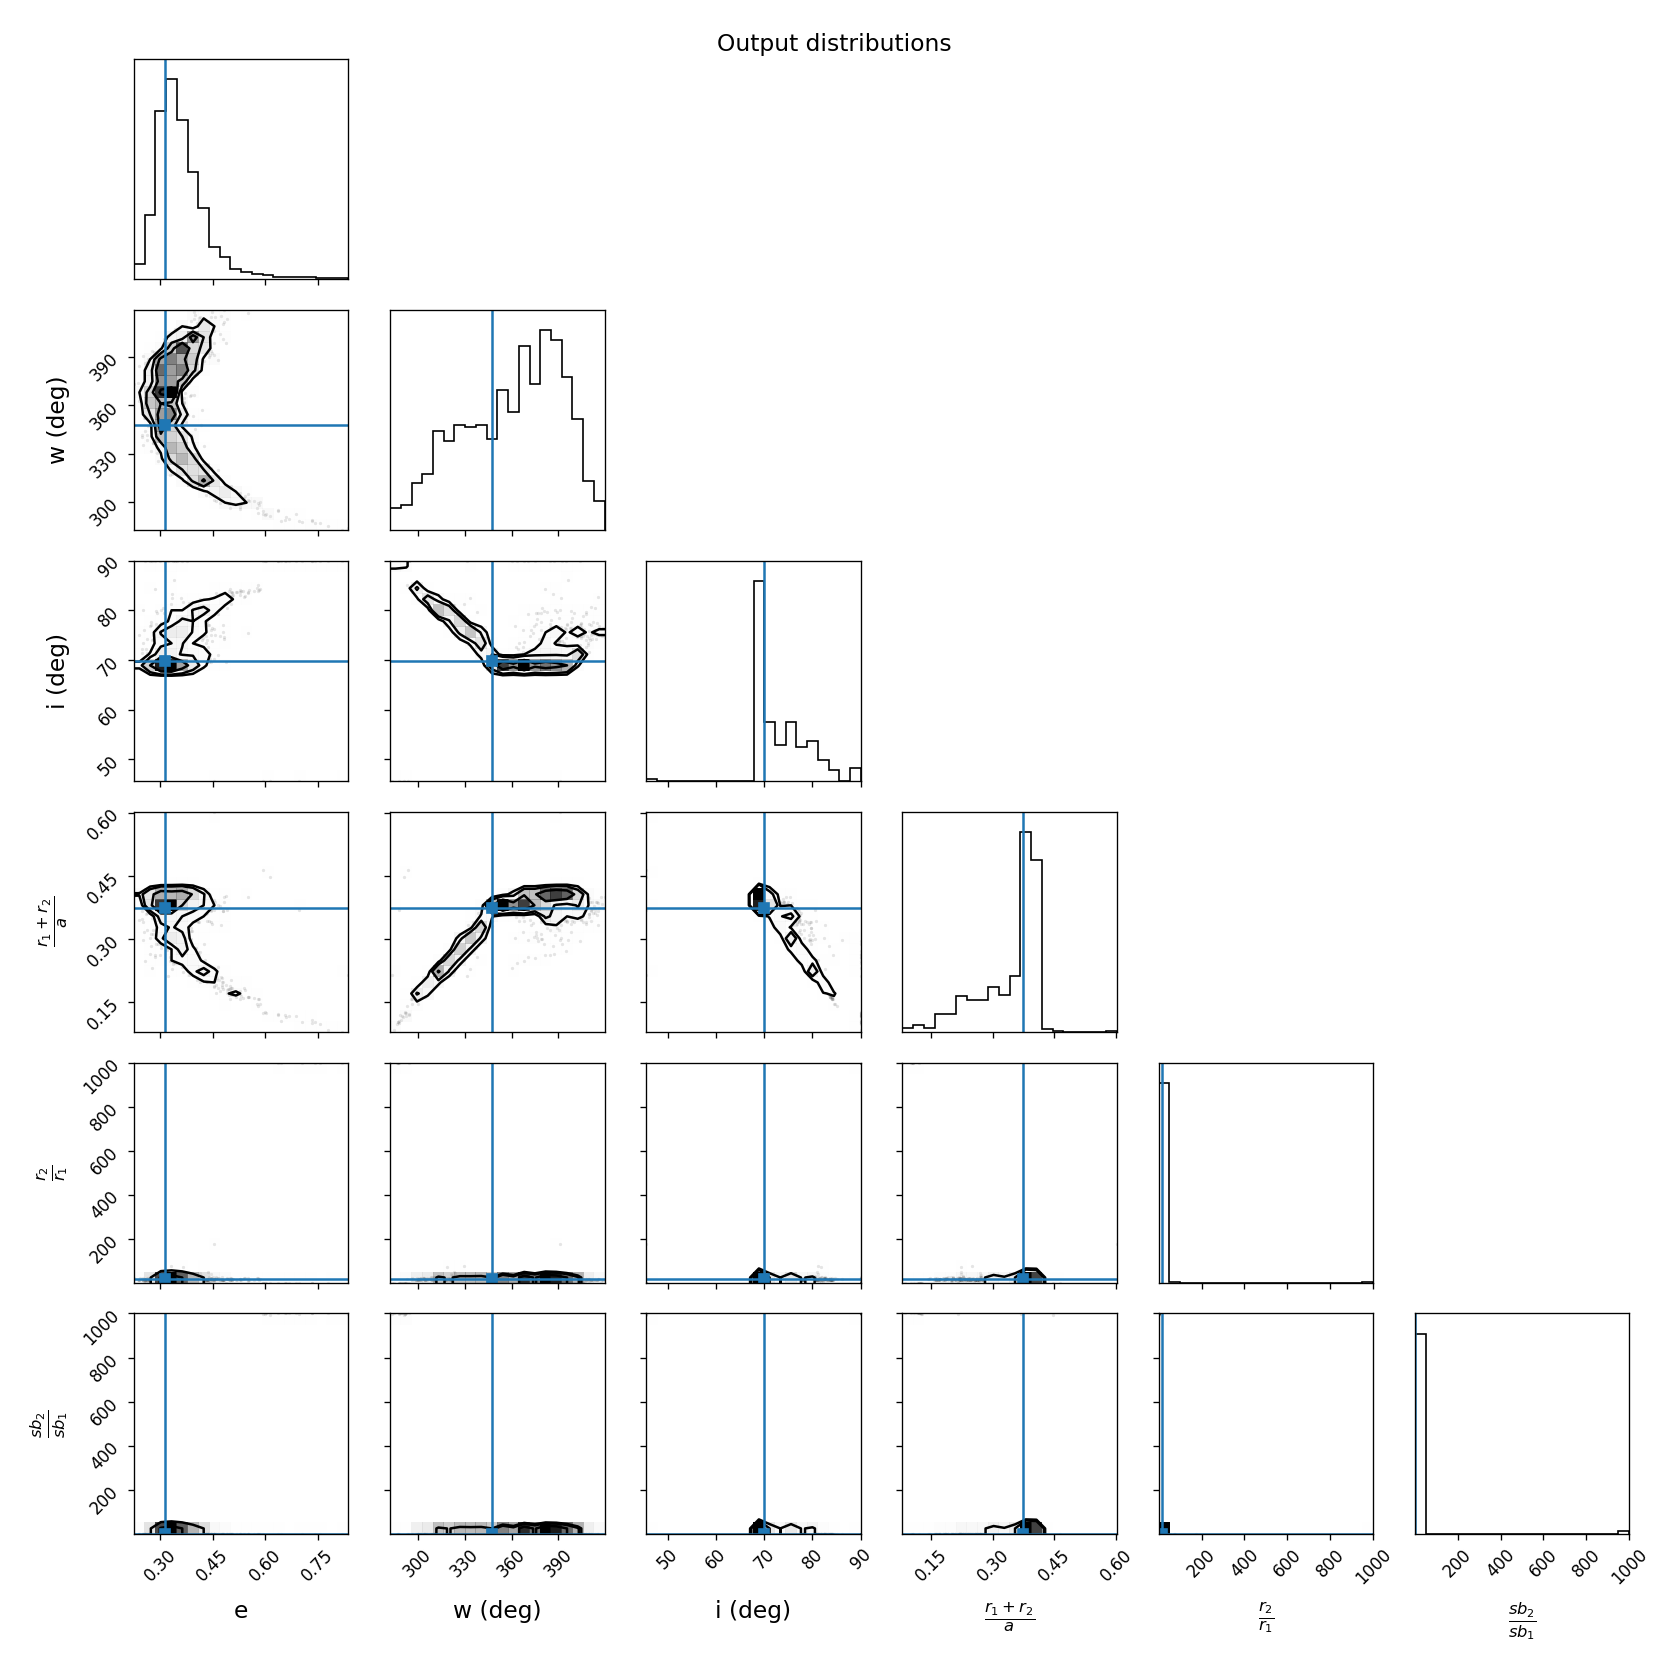 Output distributions
w (deg)
390
360
330
300
i (deg)
90
80
70
60
50
r₁ + r₂
a
0.60
0.45
0.30
0.15
r₂
r₁
1000
800
600
400
200
sb₂
sb₁
1000
800
600
400
200
0.30 0.45 0.60 0.75
300 330 360 390
50 60 70 80 90
0.15 0.30 0.45 0.60
200 400 600 800 1000
200 400 600 800 1000
e
w (deg)
i (deg)
r₁ + r₂
a
r₂
r₁
sb₂
sb₁